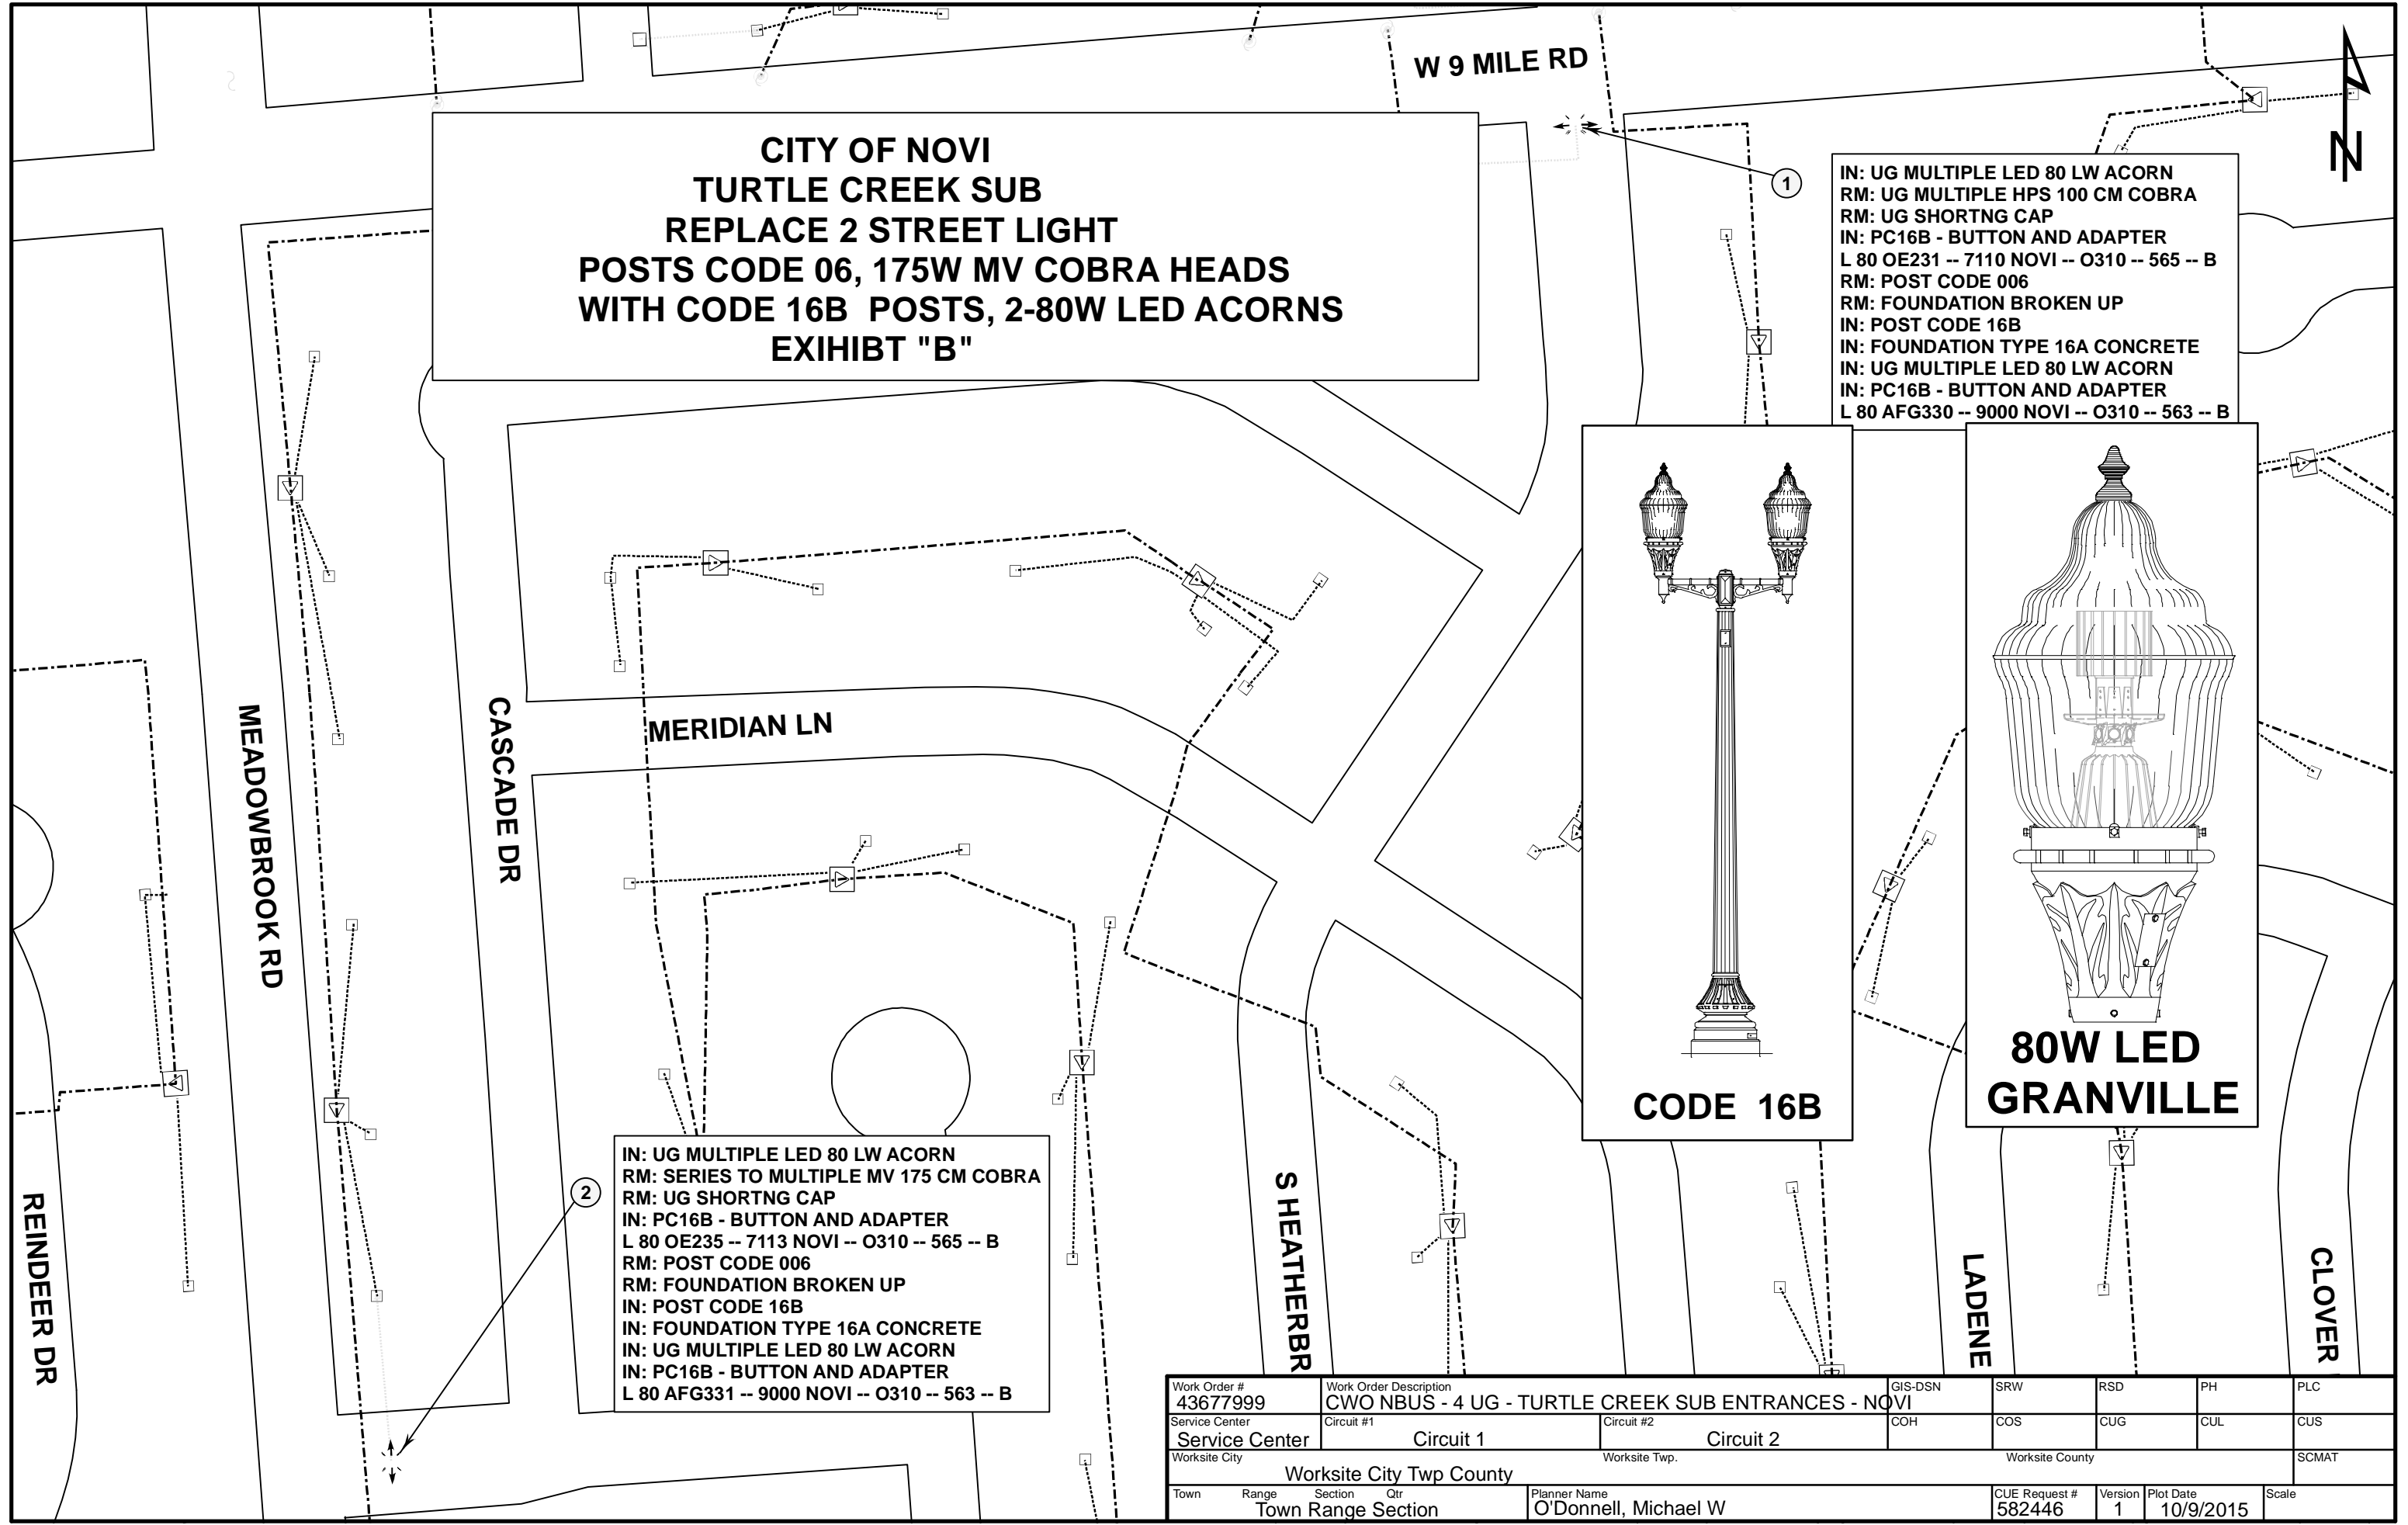 W 9 MILE RD
N
CITY OF NOVI
TURTLE CREEK SUB
REPLACE 2 STREET LIGHT
POSTS CODE 06, 175W MV COBRA HEADS
WITH CODE 16B POSTS, 2-80W LED ACORNS
EXIHIBT "B"
1
IN: UG MULTIPLE LED 80 LW ACORN
RM: UG MULTIPLE HPS 100 CM COBRA
RM: UG SHORTNG CAP
IN: PC16B - BUTTON AND ADAPTER
L 80 OE231 -- 7110 NOVI -- O310 -- 565 -- B
RM: POST CODE 006
RM: FOUNDATION BROKEN UP
IN: POST CODE 16B
IN: FOUNDATION TYPE 16A CONCRETE
IN: UG MULTIPLE LED 80 LW ACORN
IN: PC16B - BUTTON AND ADAPTER
L 80 AFG330 -- 9000 NOVI -- O310 -- 563 -- B
MEADOWBROOK RD
CASCADE DR
MERIDIAN LN
CODE 16B
80W LED
GRANVILLE
2
IN: UG MULTIPLE LED 80 LW ACORN
RM: SERIES TO MULTIPLE MV 175 CM COBRA
RM: UG SHORTNG CAP
IN: PC16B - BUTTON AND ADAPTER
L 80 OE235 -- 7113 NOVI -- O310 -- 565 -- B
RM: POST CODE 006
RM: FOUNDATION BROKEN UP
IN: POST CODE 16B
IN: FOUNDATION TYPE 16A CONCRETE
IN: UG MULTIPLE LED 80 LW ACORN
IN: PC16B - BUTTON AND ADAPTER
L 80 AFG331 -- 9000 NOVI -- O310 -- 563 -- B
REINDEER DR
S HEATHERBR
LADENE
CLOVER
Work Order # Work Order Description GIS-DSN SRW RSD PH PLC
43677999 CWO NBUS - 4 UG - TURTLE CREEK SUB ENTRANCES - NOVI
Service Center Circuit #1 Circuit #2 COH COS CUG CUL CUS
Service Center Circuit 1 Circuit 2
Worksite City Worksite Twp. Worksite County SCMAT
Worksite City Twp County
Town Range Section Qtr Planner Name CUE Request # Version Plot Date Scale
Town Range Section O'Donnell, Michael W 582446 1 10/9/2015